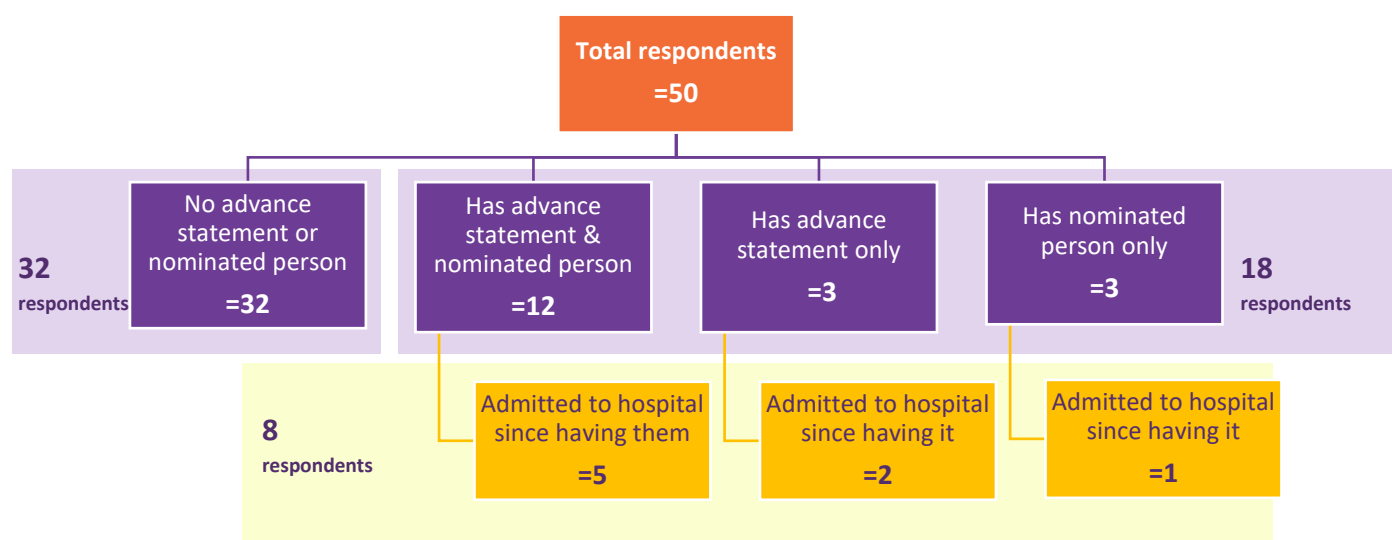 Total respondents
=50
No advance
statement or
nominated person
=32
Has advance
statement &
nominated person
=12
Has advance
statement only
=3
Has nominated
person only
=3
32
respondents
18
respondents
8
respondents
Admitted to hospital
since having them
=5
Admitted to hospital
since having it
=2
Admitted to hospital
since having it
=1